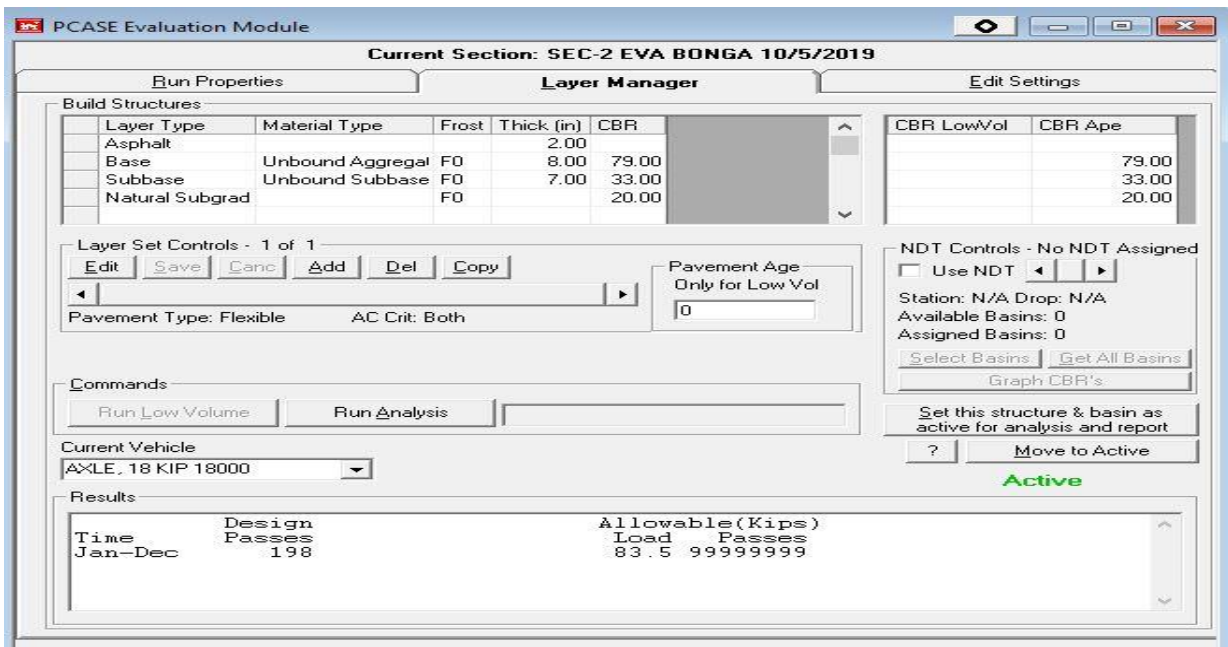 PCASE Evaluation Module
Current Section: SEC-2 EVA BONGA 10/5/2019
Run Properties Layer Manager Edit Settings
Build Structures
Layer Type Material Type Frost Thick (in) CBR CBR LowVol CBR Ape
Asphalt 2.00
Base Unbound Aggregal F0 8.00 79.00 79.00
Subbase Unbound Subbase F0 7.00 33.00 33.00
Natural Subgrad F0 20.00 20.00
Layer Set Controls - 1 of 1
Edit Save Canc Add Del Copy
Pavement Type: Flexible AC Crit: Both
Pavement Age
Only for Low Vol
0
NDT Controls - No NDT Assigned
Use NDT
Station: N/A Drop: N/A
Available Basins: 0
Assigned Basins: 0
Select Basins Get All Basins
Graph CBR's
Commands
Run Low Volume Run Analysis
Set this structure & basin as
active for analysis and report
? Move to Active
Active
Current Vehicle
AXLE, 18 KIP 18000
Results
Design Allowable(Kips)
Time Passes Load Passes
Jan-Dec 198 83.5 99999999